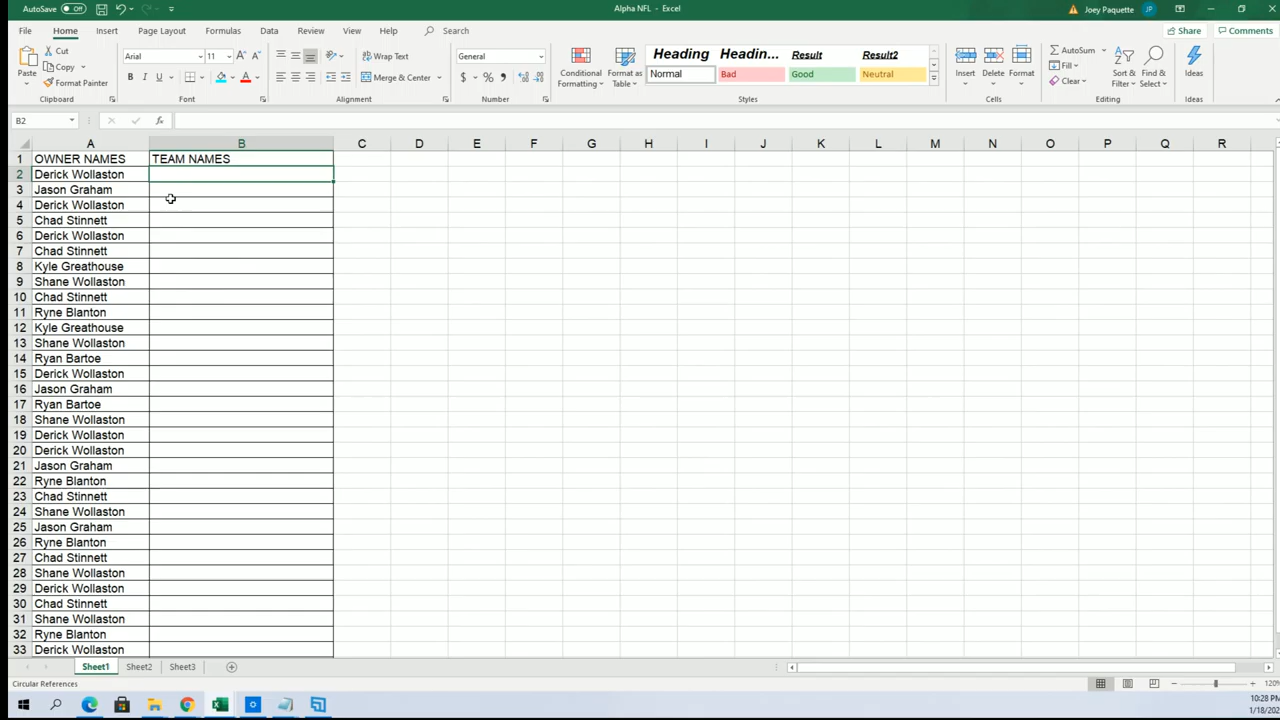 AutoSave Off Alpha NFL - Excel Joey Paquette JP
File Home Insert Page Layout Formulas Data Review View Help Search Share Comments
Cut
Copy
Format Painter
Paste
Clipboard
Arial 11
B I U
Font
Wrap Text
Merge & Center
Alignment
General
$ % ,
Number
Conditional Formatting
Format as Table
Heading Headin... Result Result2
Normal Bad Good Neutral
Styles
Insert Delete Format
Cells
AutoSum
Fill
Clear
Sort & Filter
Find & Select
Editing
Ideas
Ideas
B2 fx
A B C D E F G H I J K L M N O P Q R
1 OWNER NAMES TEAM NAMES
2 Derick Wollaston
3 Jason Graham
4 Derick Wollaston
5 Chad Stinnett
6 Derick Wollaston
7 Chad Stinnett
8 Kyle Greathouse
9 Shane Wollaston
10 Chad Stinnett
11 Ryne Blanton
12 Kyle Greathouse
13 Shane Wollaston
14 Ryan Bartoe
15 Derick Wollaston
16 Jason Graham
17 Ryan Bartoe
18 Shane Wollaston
19 Derick Wollaston
20 Derick Wollaston
21 Jason Graham
22 Ryne Blanton
23 Chad Stinnett
24 Shane Wollaston
25 Jason Graham
26 Ryne Blanton
27 Chad Stinnett
28 Shane Wollaston
29 Derick Wollaston
30 Chad Stinnett
31 Shane Wollaston
32 Ryne Blanton
33 Derick Wollaston
Sheet1 Sheet2 Sheet3
Circular References 120%
10:28 PM
1/18/202